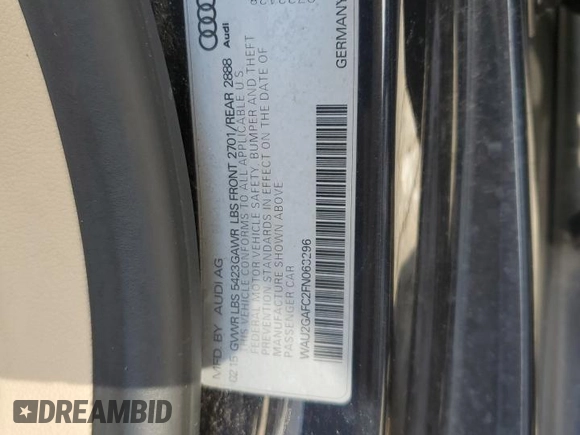 MFD BY AUDI AG
02.15 GVWR LBS 5423 GAWR LBS FRONT 2701/REAR 2888
THIS VEHICLE CONFORMS TO ALL APPLICABLE U.S.
FEDERAL MOTOR VEHICLE SAFETY, BUMPER AND THEFT
PREVENTION STANDARDS IN EFFECT ON THE DATE OF
MANUFACTURE SHOWN ABOVE
PASSENGER CAR
WAU2GAFC2FN063296
Audi
GERMANY
DREAMBID